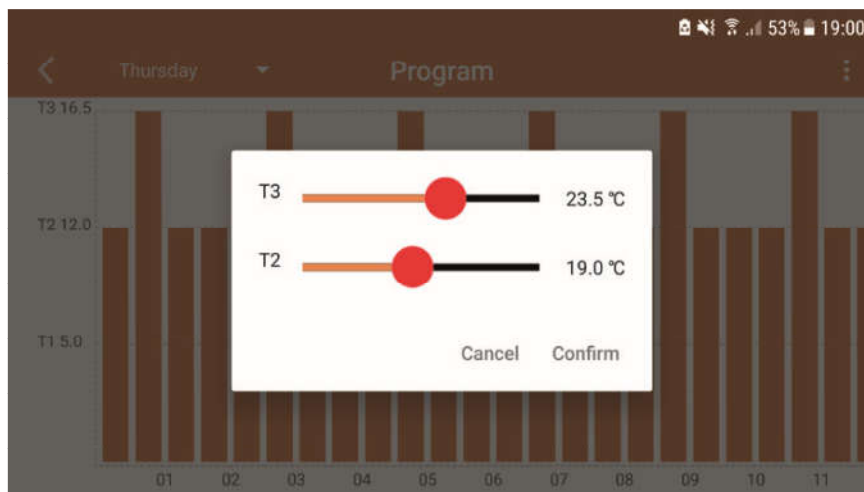 53% 19:00
Thursday Program
T3 16.5
T3 23.5 °C
T2 12.0
T2 19.0 °C
T1 5.0
Cancel Confirm
01 02 03 04 05 06 07 08 09 10 11